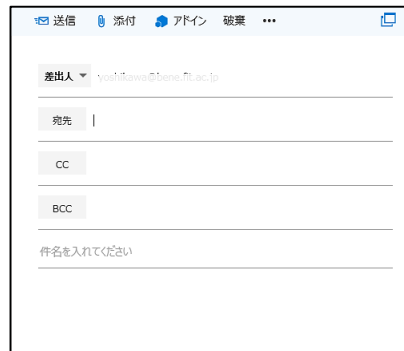 送信 添付 アドイン 破棄 •••
差出人 yoshikawa@bene.fit.ac.jp
宛先
CC
BCC
件名を入れてください